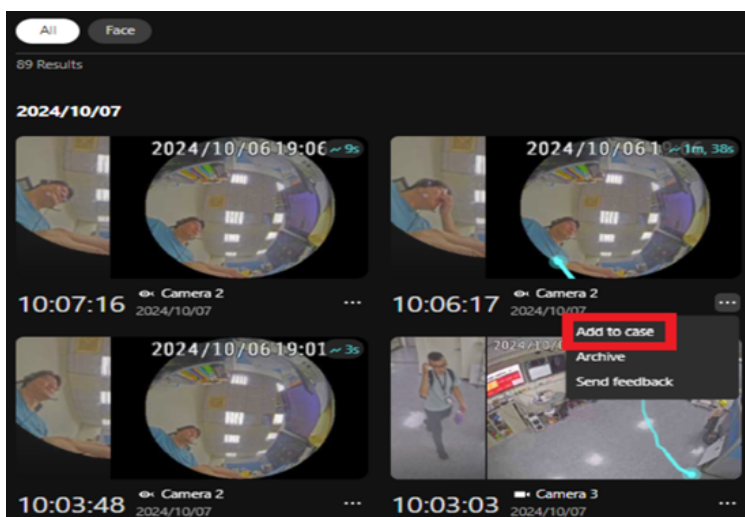 All Face
89 Results
2024/10/07
2024/10/06 19:06 9s
2024/10/06 1 1m, 38s
10:07:16 Camera 2 ...
2024/10/07
10:06:17 Camera 2 ...
2024/10/07
Add to case
Archive
Send feedback
2024/10/06 19:01 3s
2024/10/0
10:03:48 Camera 2 ...
2024/10/07
10:03:03 Camera 3 ...
2024/10/07